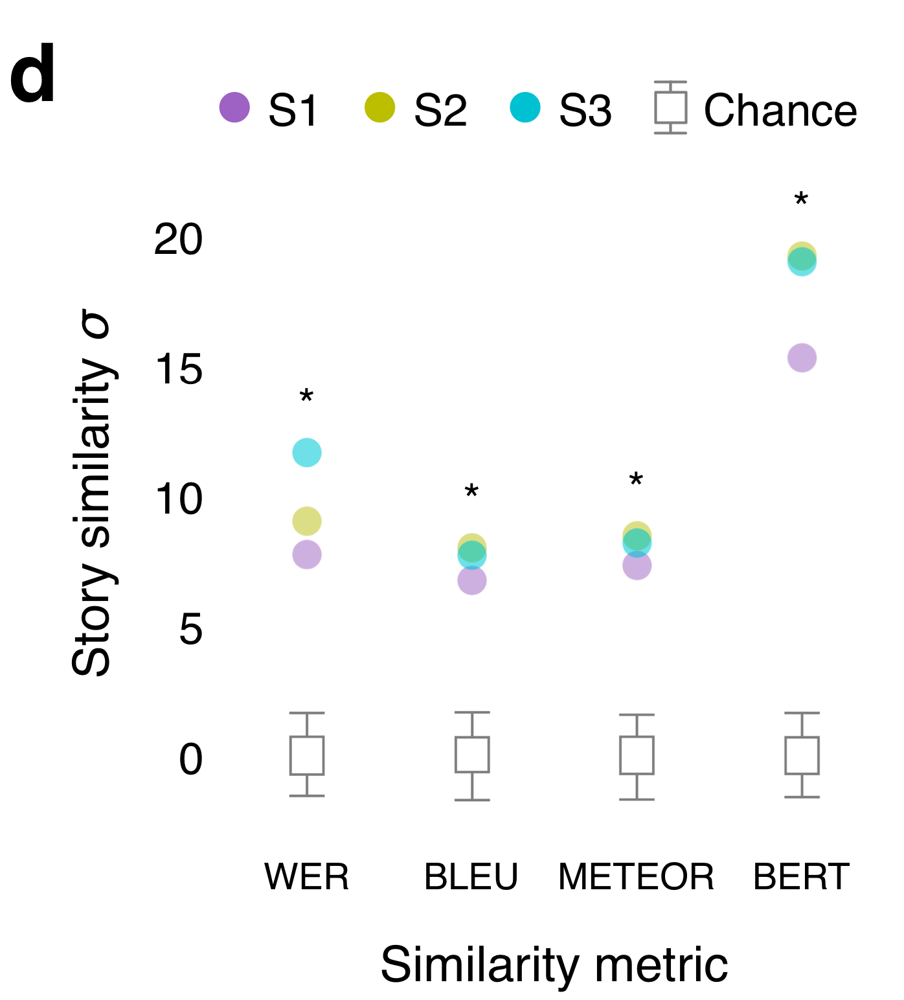 d
S1 S2 S3 Chance
*
20
15
*
10
*
*
5
0
Story similarity σ
WER BLEU METEOR BERT
Similarity metric